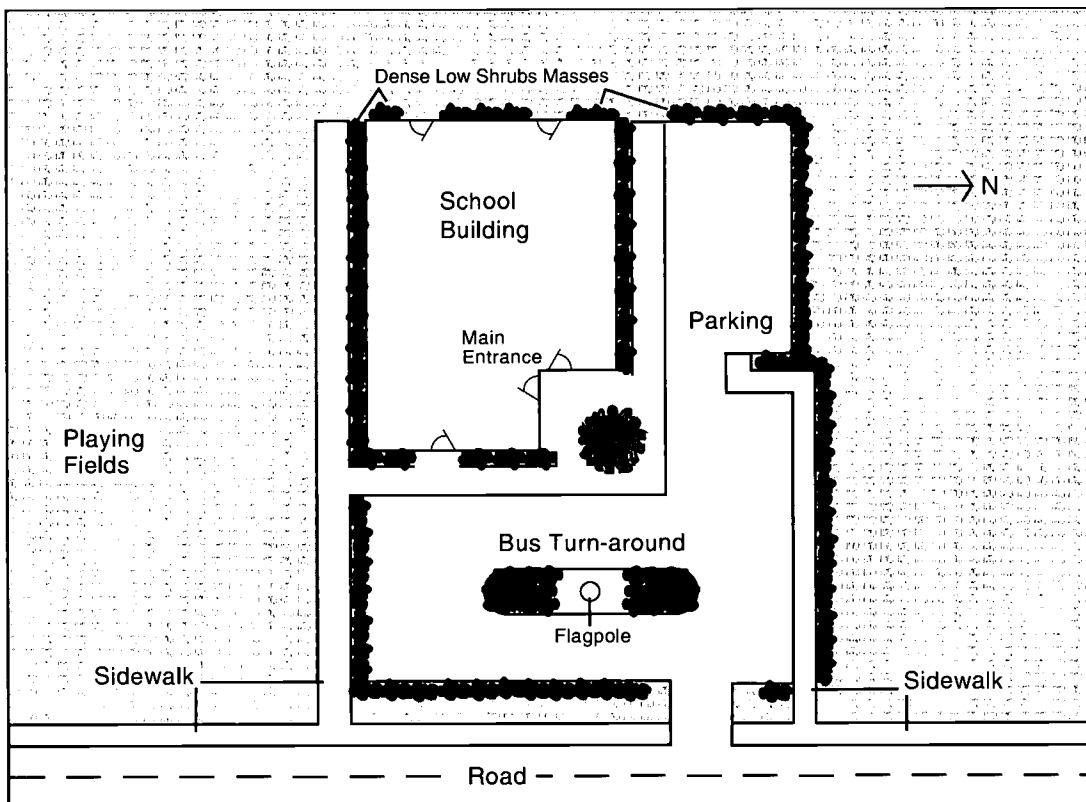 Dense Low Shrubs Masses
N
School
Building
Parking
Main
Entrance
Playing
Fields
Bus Turn-around
Flagpole
Sidewalk
Sidewalk
Road